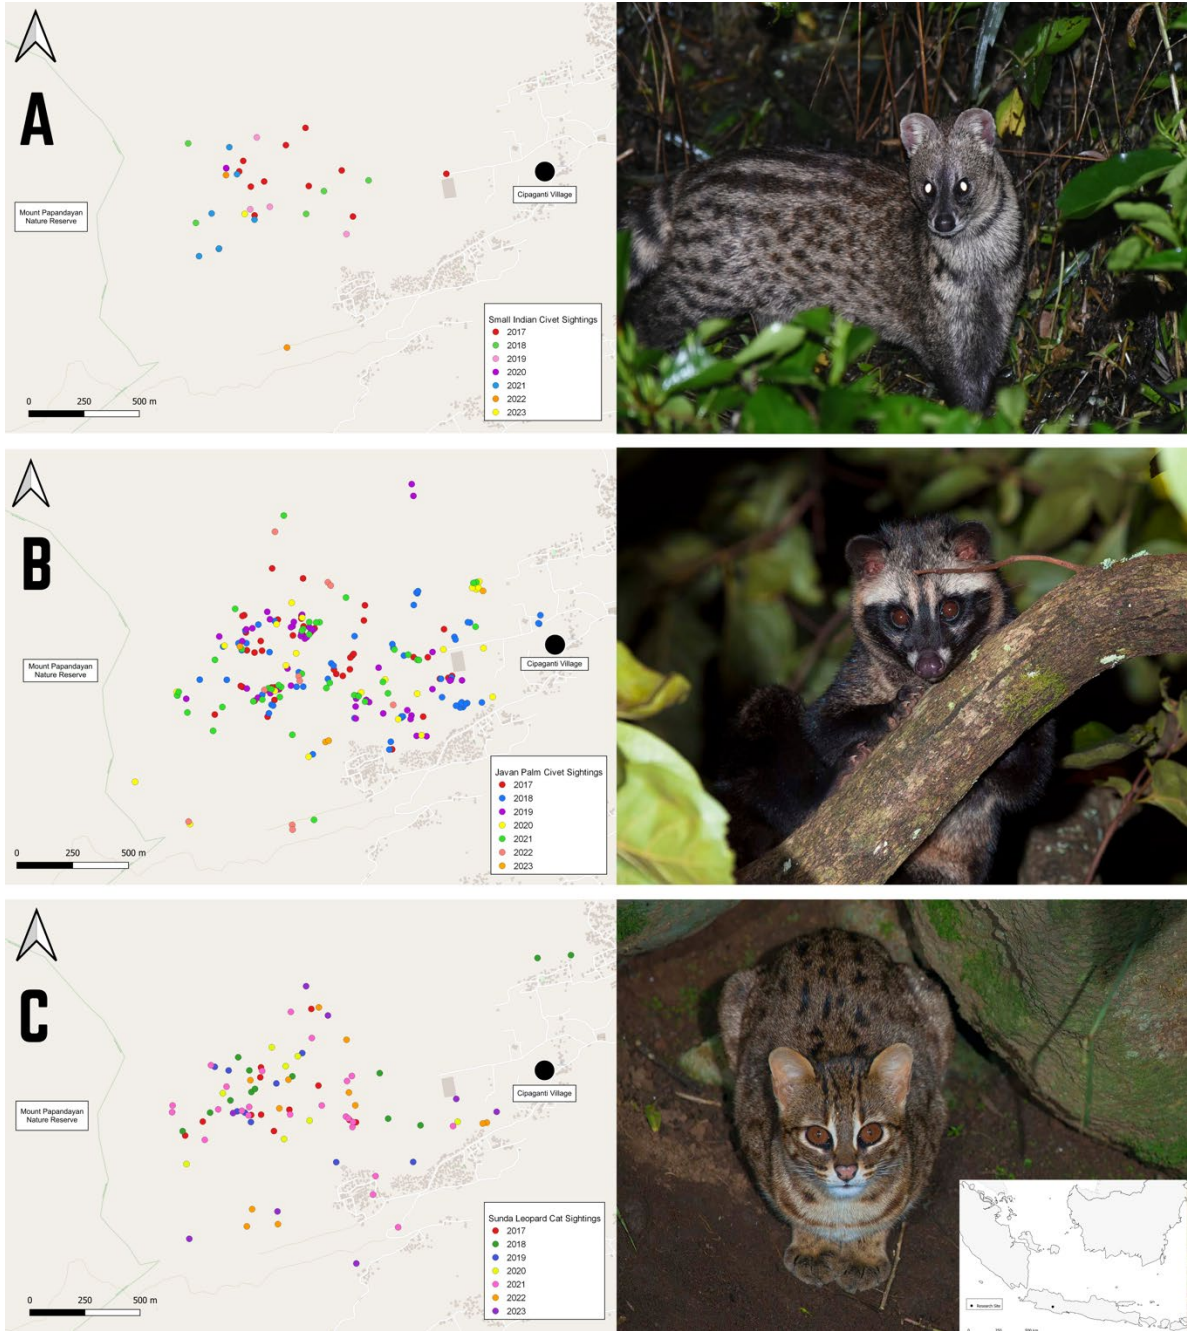 A
Mount Papandayan
Nature Reserve
Cipaganti Village
Small Indian Civet Sightings
2017
2018
2019
2020
2021
2022
2023
0 250 500 m
B
Mount Papandayan
Nature Reserve
Cipaganti Village
Javan Palm Civet Sightings
2017
2018
2019
2020
2021
2022
2023
0 250 500 m
C
Mount Papandayan
Nature Reserve
Cipaganti Village
Sunda Leopard Cat Sightings
2017
2018
2019
2020
2021
2022
2023
0 250 500 m
Research Site